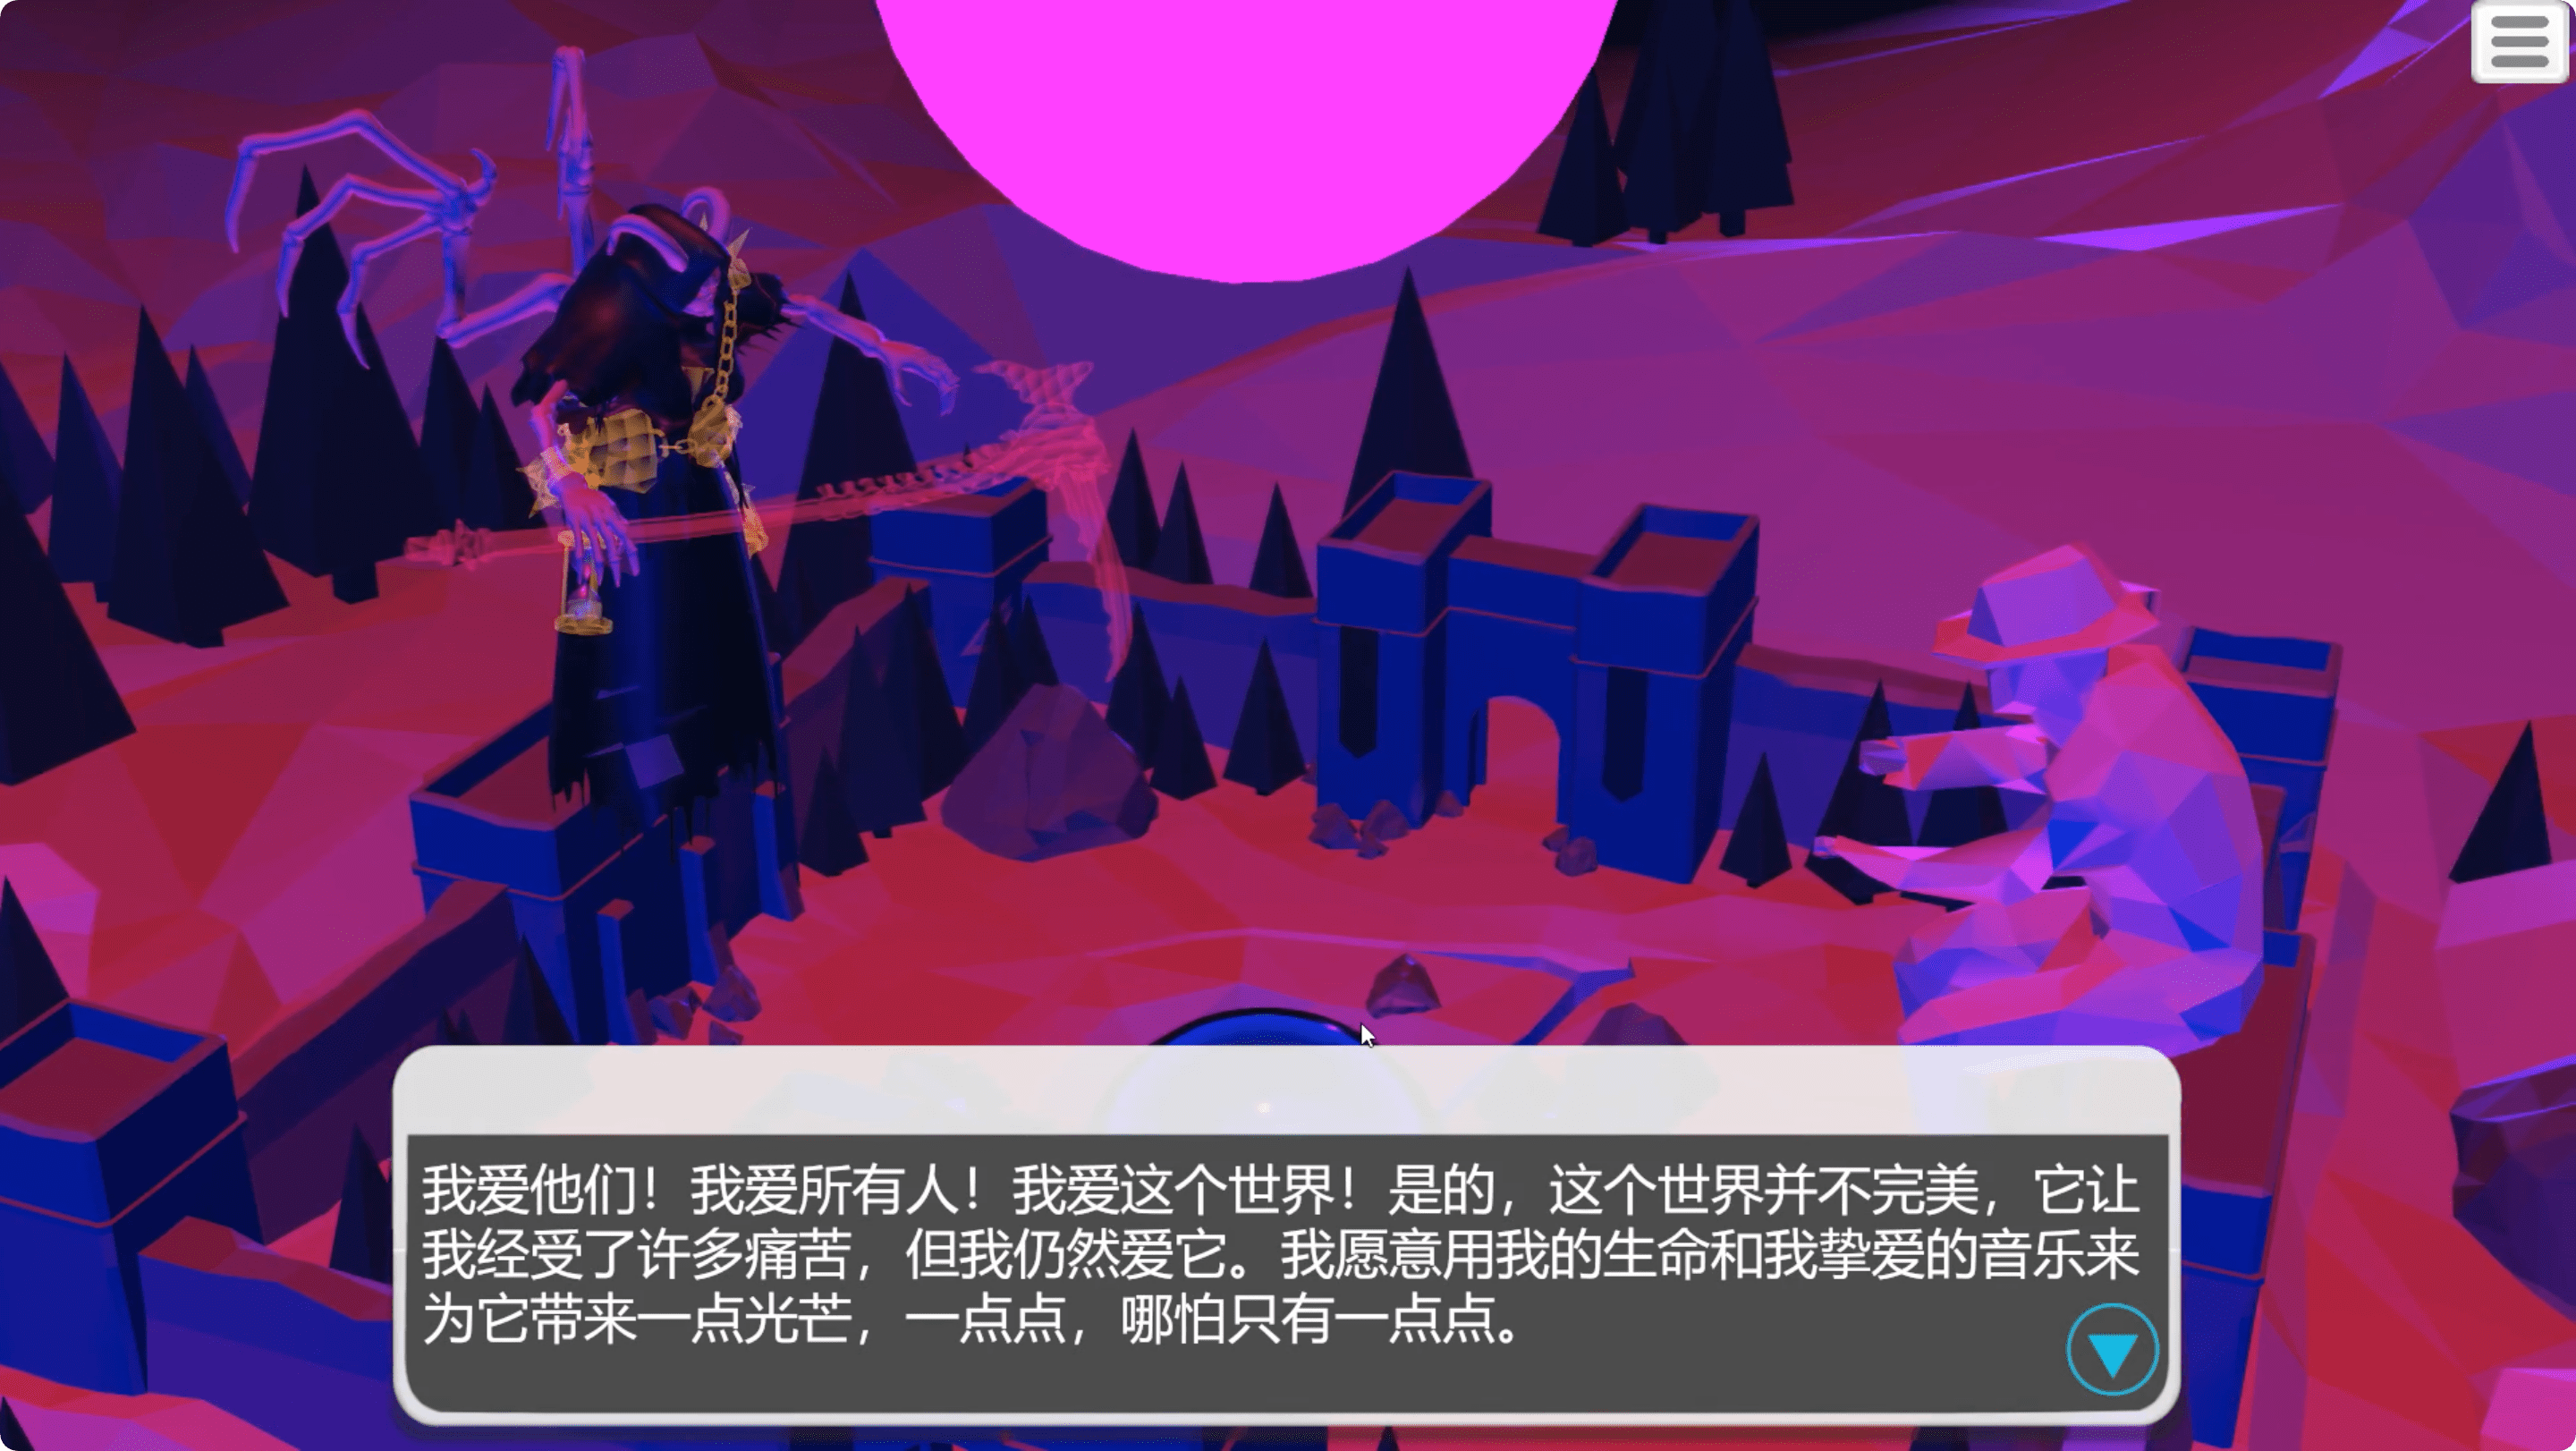 我爱他们！我爱所有人！我爱这个世界！是的，这个世界并不完美，它让
我经受了许多痛苦，但我仍然爱它。我愿意用我的生命和我挚爱的音乐来
为它带来一点光芒，一点点，哪怕只有一点点。